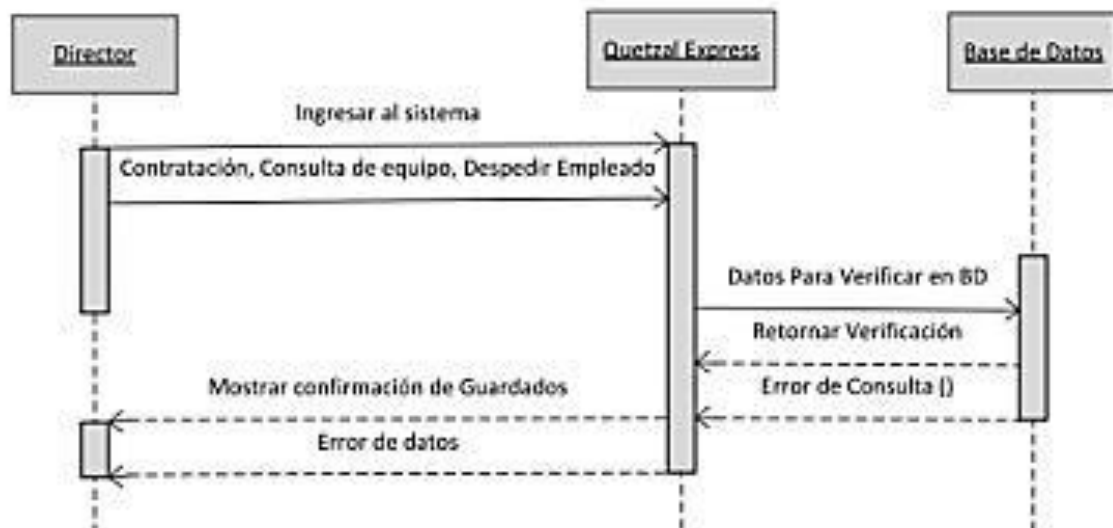 Director
Quetzal Express
Base de Datos
Ingresar al sistema
Contratación, Consulta de equipo, Despedir Empleado
Datos Para Verificar en BD
Retornar Verificación
Mostrar confirmación de Guardados
Error de Consulta ()
Error de datos